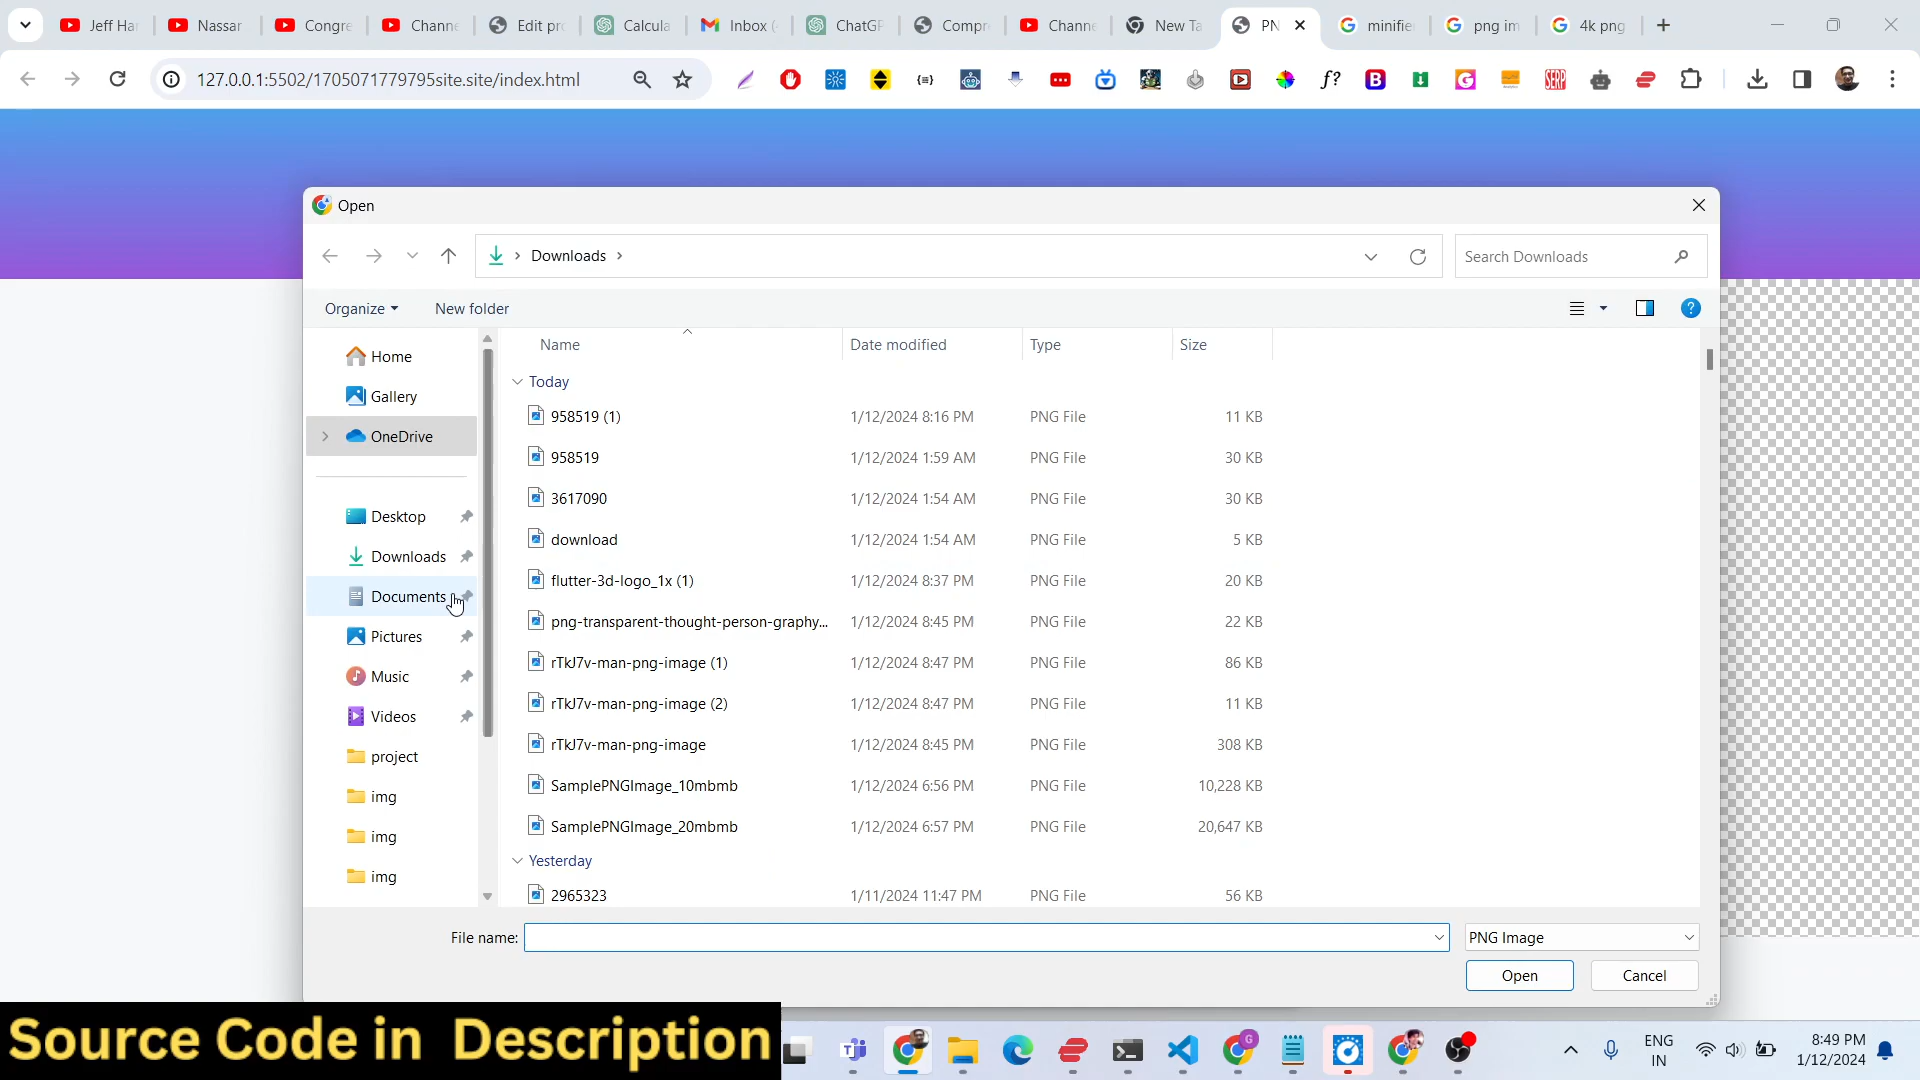 Jeff Har
Nassar
Congre
Channe
Edit pr
Calcula
Inbox (
ChatGP
Compr
Channe
New Ta
PN
minifie
png im
4k png
127.0.0.1:5502/1705071779795site.site/index.html
Open
Downloads
Search Downloads
Organize
New folder
Home
Gallery
OneDrive
Desktop
Downloads
Documents
Pictures
Music
Videos
project
img
img
img
Name Date modified Type Size
Today
958519 (1) 1/12/2024 8:16 PM PNG File 11 KB
958519 1/12/2024 1:59 AM PNG File 30 KB
3617090 1/12/2024 1:54 AM PNG File 30 KB
download 1/12/2024 1:54 AM PNG File 5 KB
flutter-3d-logo_1x (1) 1/12/2024 8:37 PM PNG File 20 KB
png-transparent-thought-person-graphy... 1/12/2024 8:45 PM PNG File 22 KB
rTkJ7v-man-png-image (1) 1/12/2024 8:47 PM PNG File 86 KB
rTkJ7v-man-png-image (2) 1/12/2024 8:47 PM PNG File 11 KB
rTkJ7v-man-png-image 1/12/2024 8:45 PM PNG File 308 KB
SamplePNGImage_10mbmb 1/12/2024 6:56 PM PNG File 10,228 KB
SamplePNGImage_20mbmb 1/12/2024 6:57 PM PNG File 20,647 KB
Yesterday
2965323 1/11/2024 11:47 PM PNG File 56 KB
File name:
PNG Image
Open
Cancel
Source Code in Description
ENG
IN
8:49 PM
1/12/2024